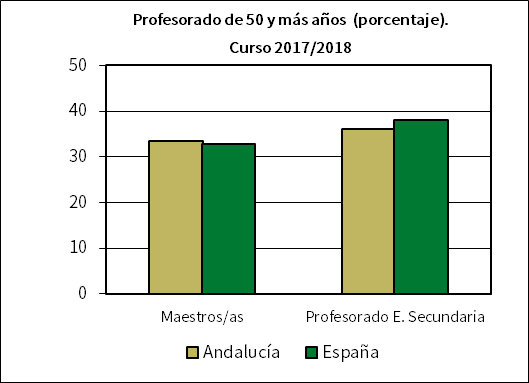 Profesorado de 50 y más años (porcentaje).
Curso 2017/2018
50
40
30
20
10
0
Maestros/as
Profesorado E. Secundaria
Andalucía
España